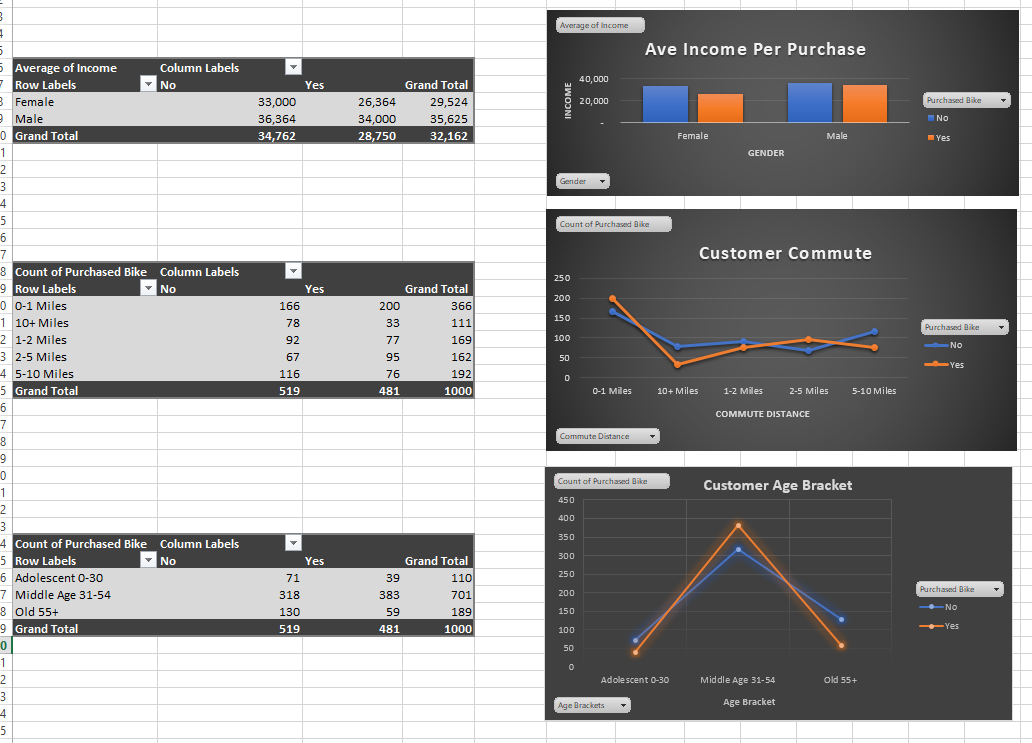 Average of Income Column Labels
Row Labels No Yes Grand Total
Female 33,000 26,364 29,524
Male 36,364 34,000 35,625
Grand Total 34,762 28,750 32,162
Count of Purchased Bike Column Labels
Row Labels No Yes Grand Total
0-1 Miles 166 200 366
10+ Miles 78 33 111
1-2 Miles 92 77 169
2-5 Miles 67 95 162
5-10 Miles 116 76 192
Grand Total 519 481 1000
Count of Purchased Bike Column Labels
Row Labels No Yes Grand Total
Adolescent 0-30 71 39 110
Middle Age 31-54 318 383 701
Old 55+ 130 59 189
Grand Total 519 481 1000
Average of Income
Ave Income Per Purchase
INCOME
40,000
20,000
-
Female Male
GENDER
Purchased Bike
No
Yes
Gender
Count of Purchased Bike
Customer Commute
250
200
150
100
50
0
0-1 Miles 10+ Miles 1-2 Miles 2-5 Miles 5-10 Miles
COMMUTE DISTANCE
Purchased Bike
No
Yes
Commute Distance
Count of Purchased Bike
Customer Age Bracket
450
400
350
300
250
200
150
100
50
0
Adolescent 0-30 Middle Age 31-54 Old 55+
Age Bracket
Purchased Bike
No
Yes
Age Brackets